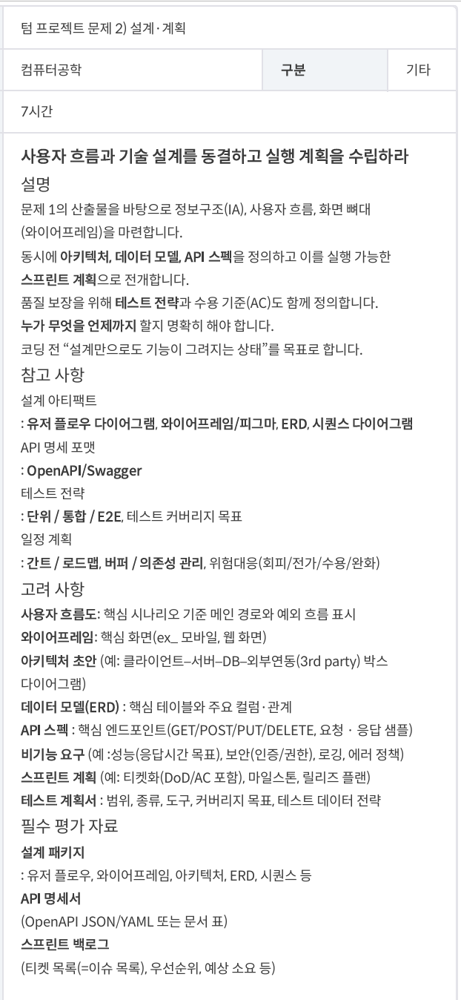 텀 프로젝트 문제 2) 설계·계획
컴퓨터공학
구분
기타
7시간
사용자 흐름과 기술 설계를 동결하고 실행 계획을 수립하라
설명
문제 1의 산출물을 바탕으로 정보구조(IA), 사용자 흐름, 화면 뼈대
(와이어프레임)을 마련합니다.
동시에 아키텍처, 데이터 모델, API 스펙을 정의하고 이를 실행 가능한
스프린트 계획으로 전개합니다.
품질 보장을 위해 테스트 전략과 수용 기준(AC)도 함께 정의합니다.
누가 무엇을 언제까지 할지 명확히 해야 합니다.
코딩 전 “설계만으로도 기능이 그려지는 상태”를 목표로 합니다.
참고 사항
설계 아티팩트
: 유저 플로우 다이어그램, 와이어프레임/피그마, ERD, 시퀀스 다이어그램
API 명세 포맷
: OpenAPI/Swagger
테스트 전략
: 단위 / 통합 / E2E, 테스트 커버리지 목표
일정 계획
: 간트 / 로드맵, 버퍼 / 의존성 관리, 위험대응(회피/전가/수용/완화)
고려 사항
사용자 흐름도: 핵심 시나리오 기준 메인 경로와 예외 흐름 표시
와이어프레임: 핵심 화면(ex_ 모바일, 웹 화면)
아키텍처 초안 (예: 클라이언트–서버–DB–외부연동(3rd party) 박스
다이어그램)
데이터 모델(ERD) : 핵심 테이블와 주요 컬럼·관계
API 스펙 : 핵심 엔드포인트(GET/POST/PUT/DELETE, 요청 · 응답 샘플)
비기능 요구 (예 :성능(응답시간 목표), 보안(인증/권한), 로깅, 에러 정책)
스프린트 계획 (예: 티켓화(DoD/AC 포함), 마일스톤, 릴리즈 플랜)
테스트 계획서 : 범위, 종류, 도구, 커버리지 목표, 테스트 데이터 전략
필수 평가 자료
설계 패키지
: 유저 플로우, 와이어프레임, 아키텍처, ERD, 시퀀스 등
API 명세서
(OpenAPI JSON/YAML 또는 문서 표)
스프린트 백로그
(티켓 목록(=이슈 목록), 우선순위, 예상 소요 등)